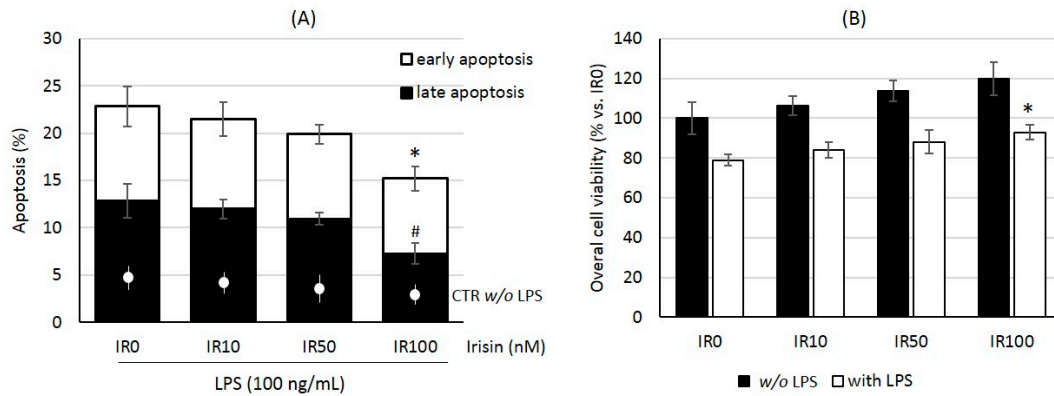 (A)
Apoptosis (%)
30
25
20
15
10
5
0
early apoptosis
late apoptosis
*
#
CTR w/o LPS
IR0 IR10 IR50 IR100 Irisin (nM)
LPS (100 ng/mL)
(B)
Overal cell viability (% vs. IR0)
140
120
100
80
60
40
20
0
*
IR0 IR10 IR50 IR100
w/o LPS with LPS